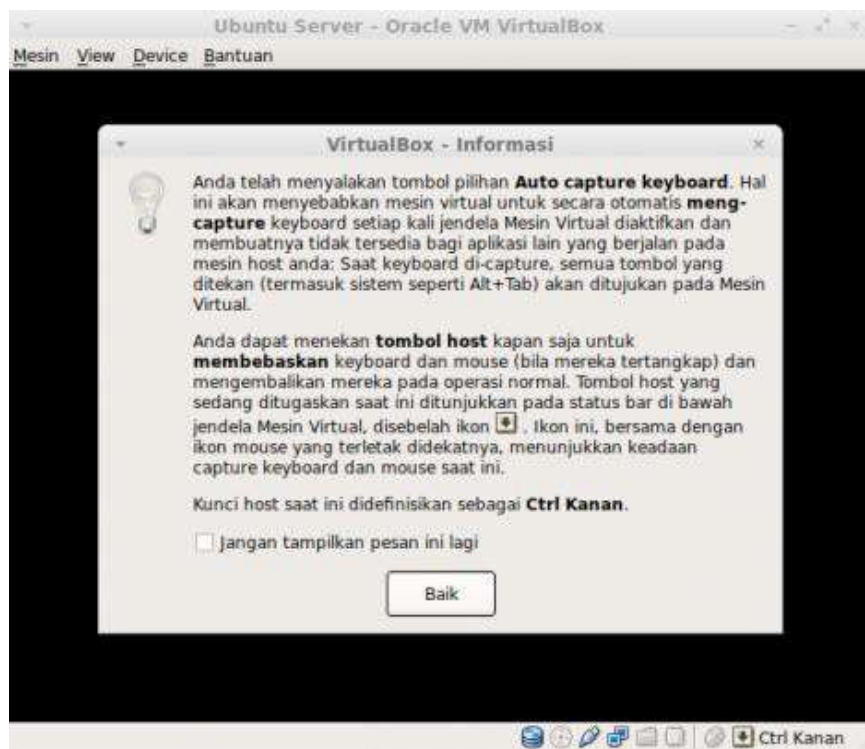 Ubuntu Server - Oracle VM VirtualBox
Mesin View Device Bantuan
VirtualBox - Informasi
Anda telah menyalakan tombol pilihan Auto capture keyboard. Hal
ini akan menyebabkan mesin virtual untuk secara otomatis meng-
capture keyboard setiap kali jendela Mesin Virtual diaktifkan dan
membuatnya tidak tersedia bagi aplikasi lain yang berjalan pada
mesin host anda: Saat keyboard di-capture, semua tombol yang
ditekan (termasuk sistem seperti Alt+Tab) akan ditujukan pada Mesin
Virtual.
Anda dapat menekan tombol host kapan saja untuk
membebaskan keyboard dan mouse (bila mereka tertangkap) dan
mengembalikan mereka pada operasi normal. Tombol host yang
sedang ditugaskan saat ini ditunjukkan pada status bar di bawah
jendela Mesin Virtual, disebelah ikon . Ikon ini, bersama dengan
ikon mouse yang terletak didekatnya, menunjukkan keadaan
capture keyboard dan mouse saat ini.
Kunci host saat ini didefinisikan sebagai Ctrl Kanan.
Jangan tampilkan pesan ini lagi
Baik
Ctrl Kanan